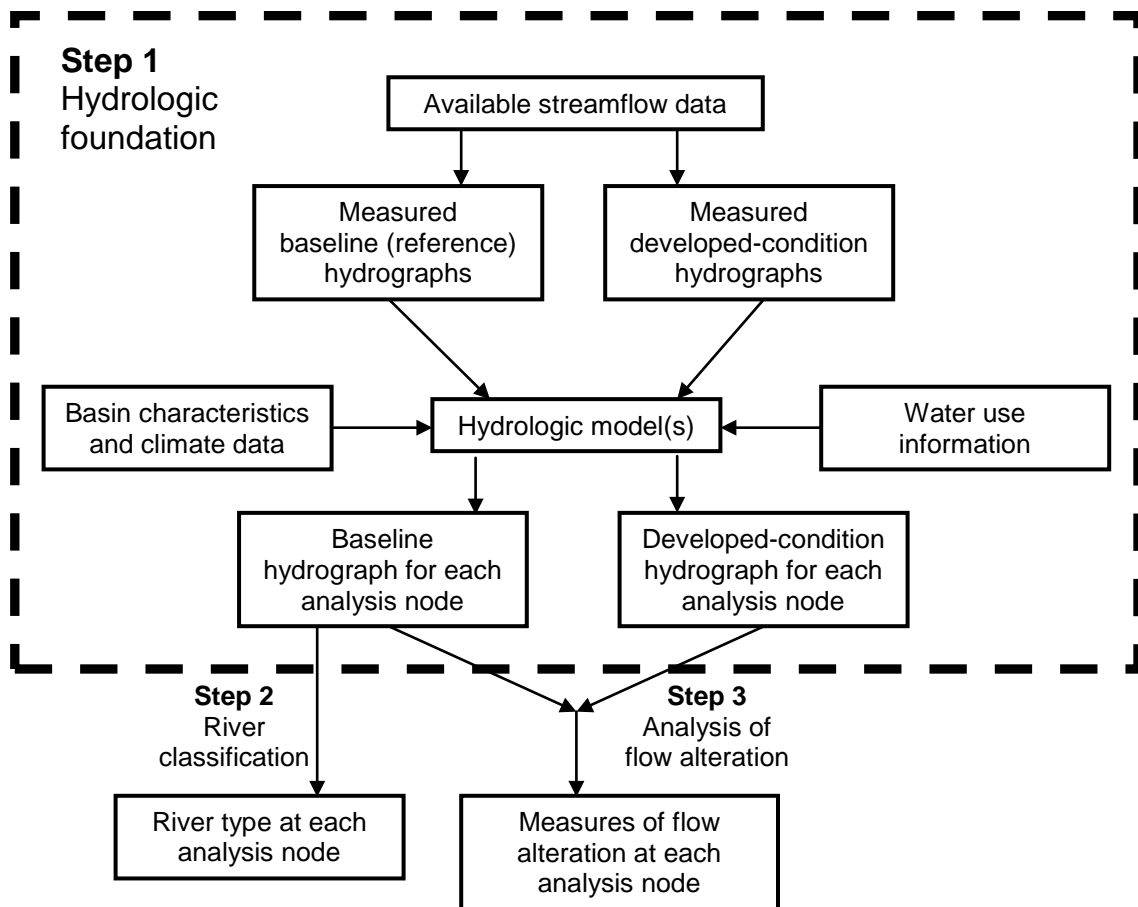 Step 1
Hydrologic
foundation
Available streamflow data
Measured
baseline (reference)
hydrographs
Measured
developed-condition
hydrographs
Basin characteristics
and climate data
Hydrologic model(s)
Water use
information
Baseline
hydrograph for each
analysis node
Developed-condition
hydrograph for each
analysis node
Step 2
River
classification
Step 3
Analysis of
flow alteration
River type at each
analysis node
Measures of flow
alteration at each
analysis node